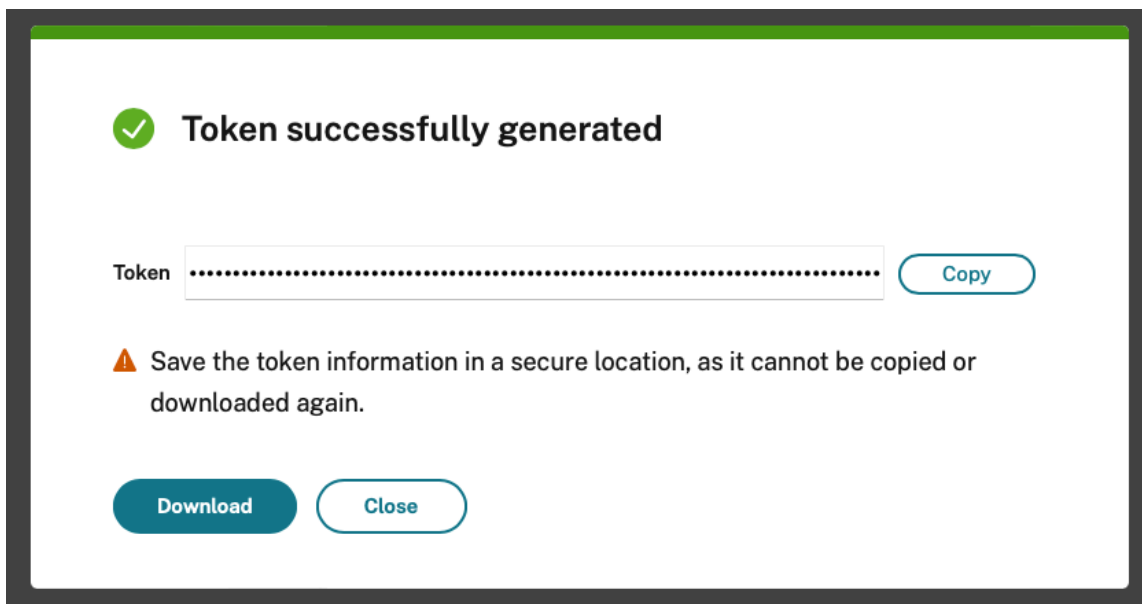 Token successfully generated
Token ••••••••••••••••••••••••••••••••••••••••••••••••••••••••••••••••••••••••••••••••• Copy
Save the token information in a secure location, as it cannot be copied or
downloaded again.
Download Close